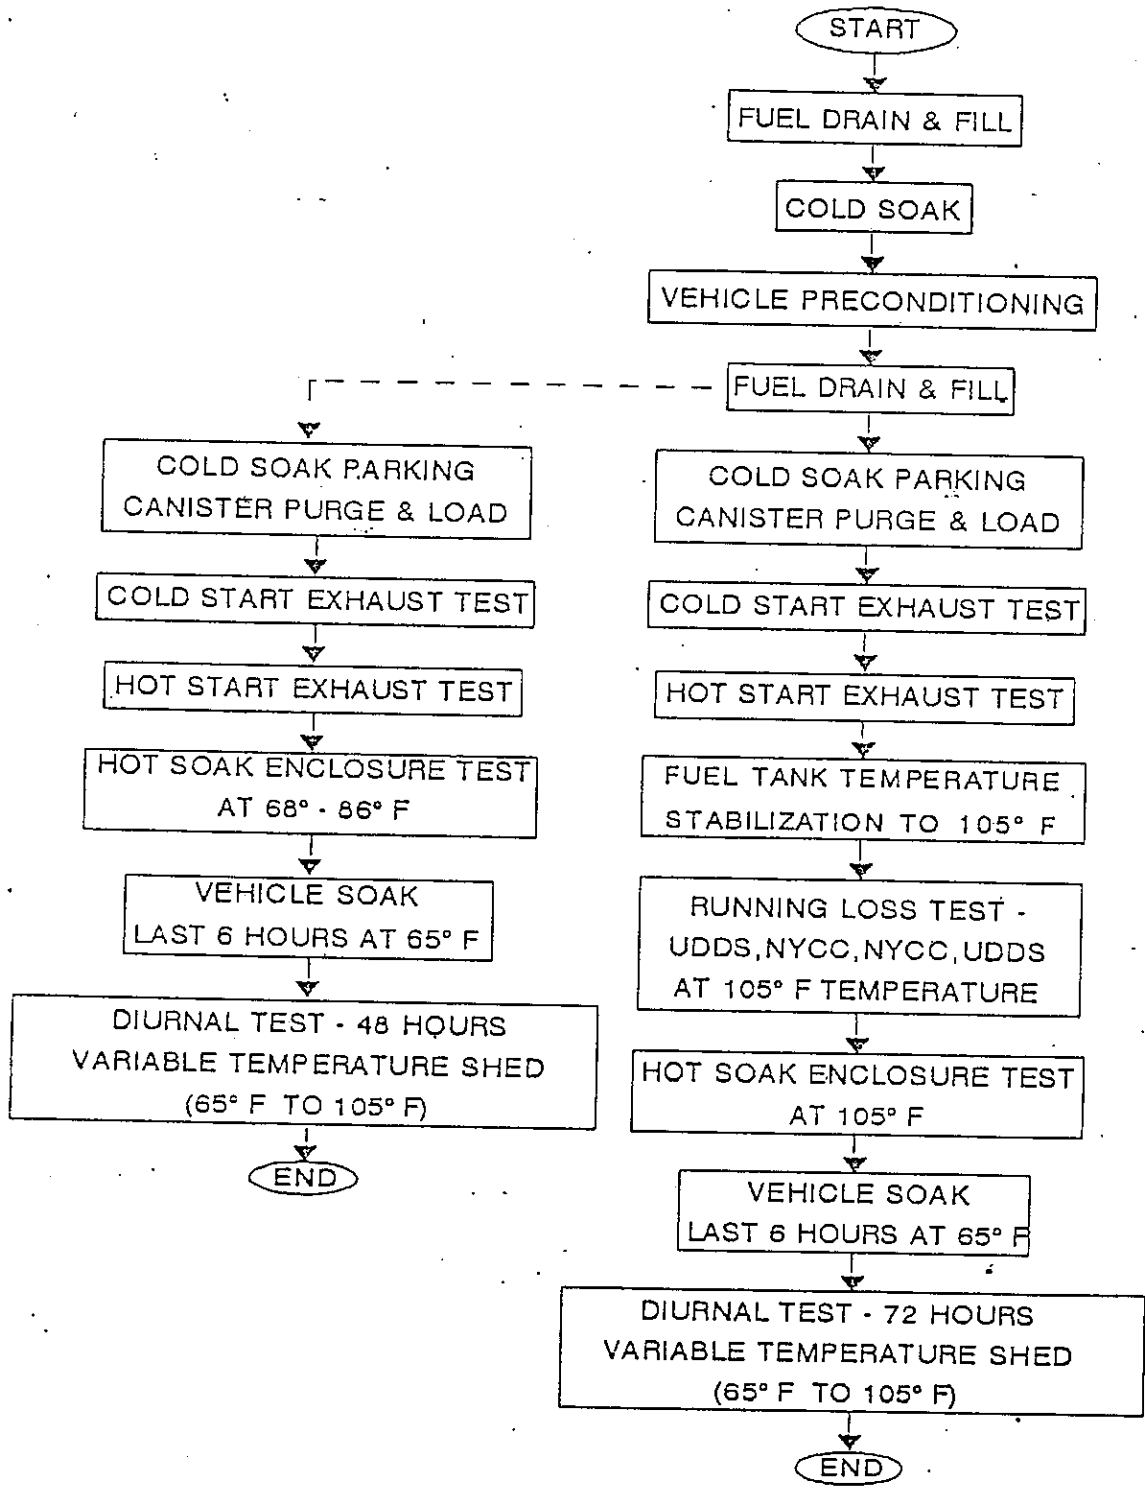 START
FUEL DRAIN & FILL
COLD SOAK
VEHICLE PRECONDITIONING
FUEL DRAIN & FILL
COLD SOAK PARKING
CANISTER PURGE & LOAD
COLD START EXHAUST TEST
HOT START EXHAUST TEST
HOT SOAK ENCLOSURE TEST
AT 68° - 86° F
VEHICLE SOAK
LAST 6 HOURS AT 65° F
DIURNAL TEST - 48 HOURS
VARIABLE TEMPERATURE SHED
(65° F TO 105° F)
END
COLD SOAK PARKING
CANISTER PURGE & LOAD
COLD START EXHAUST TEST
HOT START EXHAUST TEST
FUEL TANK TEMPERATURE
STABILIZATION TO 105° F
RUNNING LOSS TEST -
UDDS,NYCC,NYCC,UDDS
AT 105° F TEMPERATURE
HOT SOAK ENCLOSURE TEST
AT 105° F
VEHICLE SOAK
LAST 6 HOURS AT 65° F
DIURNAL TEST - 72 HOURS
VARIABLE TEMPERATURE SHED
(65° F TO 105° F)
END